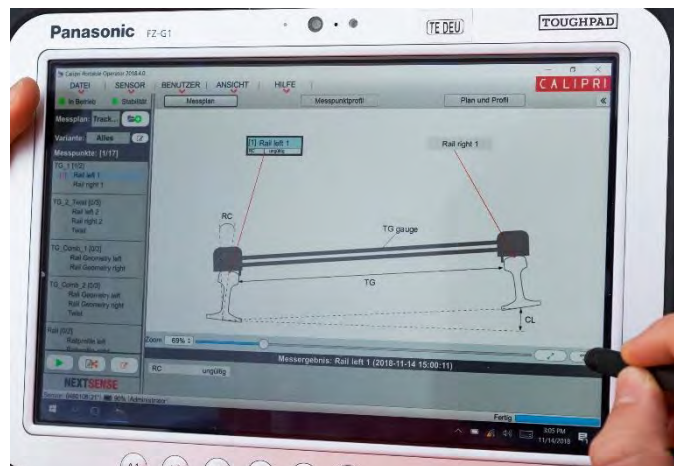 Panasonic FZ-G1
TE DEU
TOUGHPAD
Calipri Rotative Operator 2018.4.0
DATEI SENSOR BENUTZER ANSICHT HILFE
CALIPRI
In Betrieb Stabilität
Messplan Messpunktprofil Plan und Profil
Messplan: Track...
Variante: Alles
Messpunkte: [1/17]
TG_1 [1/2]
Rail left 1
Rail right 1
TG_2_Twist [0/3]
Rail left 2
Rail right 2
Twist
TG_Comb_1 [0/2]
Rail Geometry left
Rail Geometry right
TG_Comb_2 [0/3]
Rail Geometry left
Rail Geometry right
Twist
Rail [0/2]
[1] Rail left 1
RC ungültig
Rail right 1
RC
TG gauge
TG
CL
Zoom 69%
Messergebnis: Rail left 1 (2018-11-14 15:00:11)
RC ungültig
NEXTSENSE
Fertig
3:05 PM
11/14/2018
A1